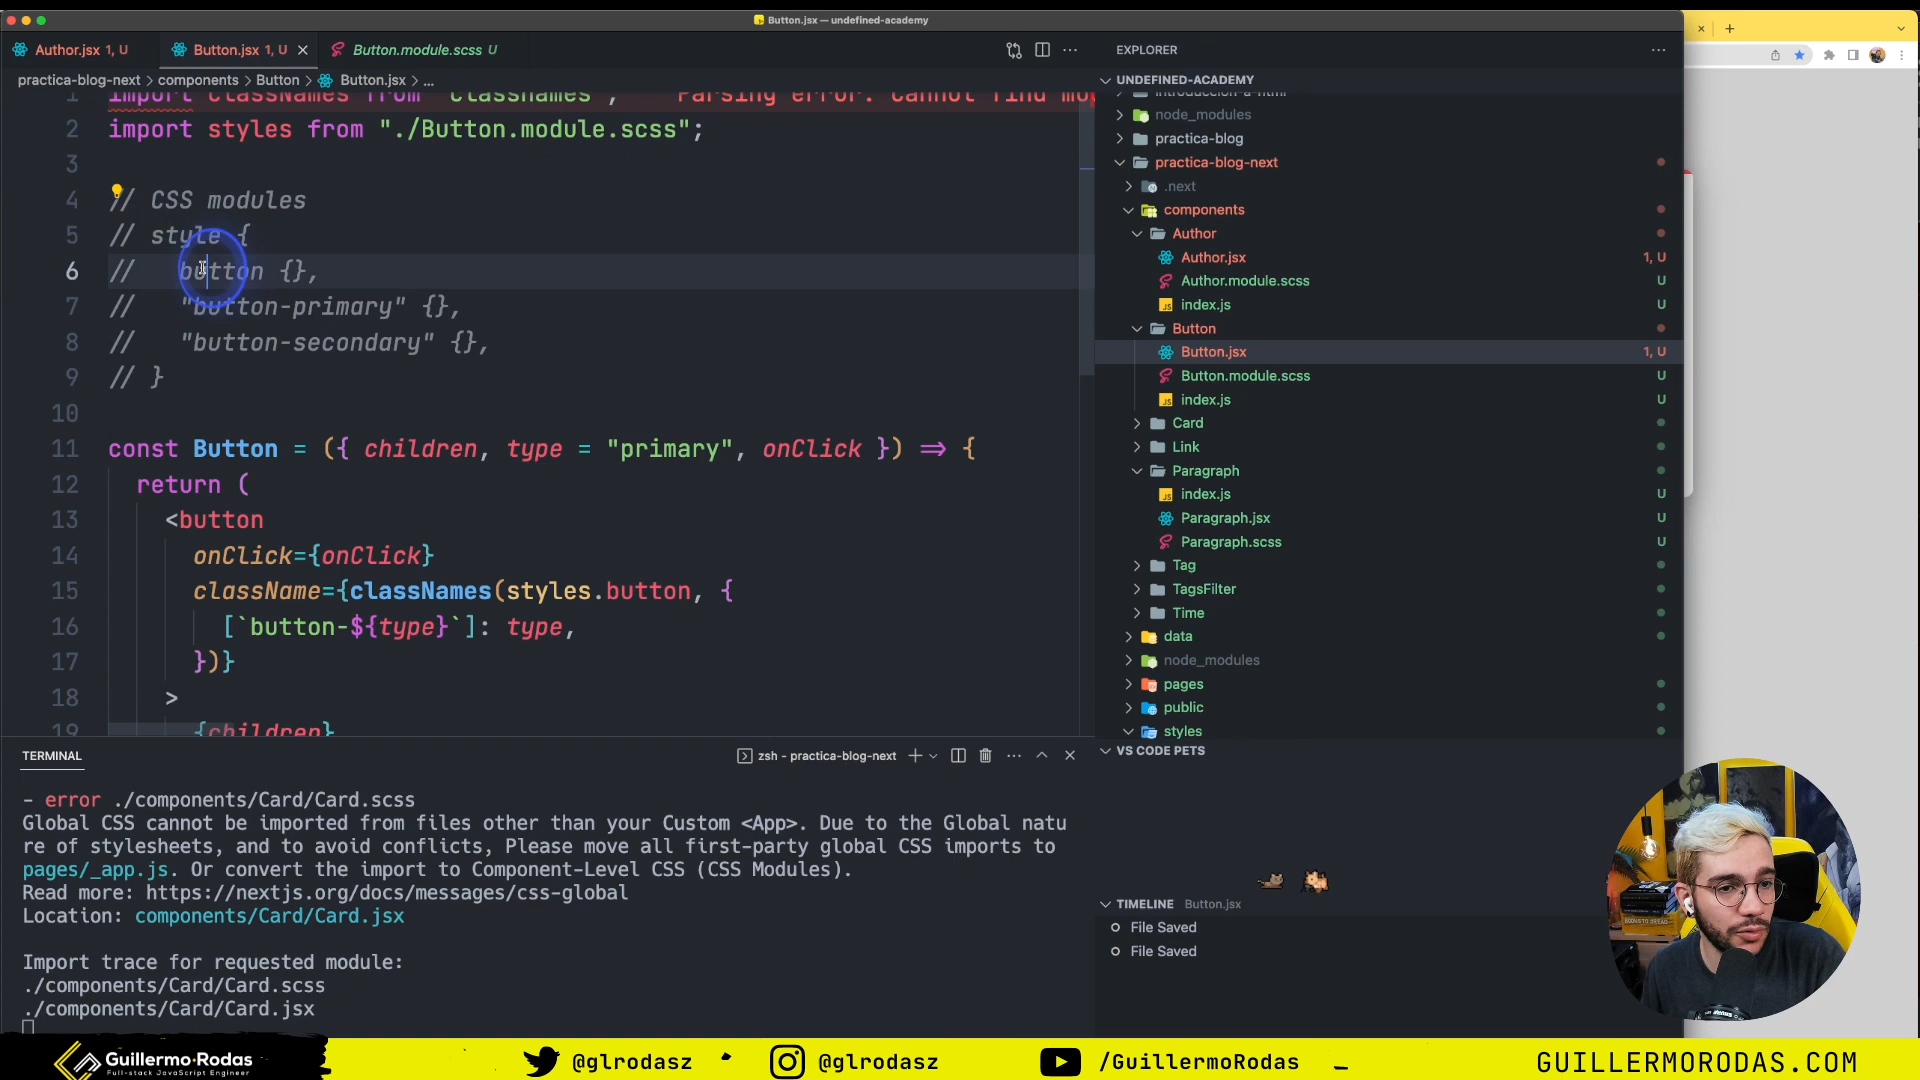 Button.jsx — undefined-academy
Author.jsx 1, U
Button.jsx 1, U
Button.module.scss U
practica-blog-next > components > Button > Button.jsx > ...
1 import classNames from "classnames";
2 import styles from "./Button.module.scss";
3
4 // CSS modules
5 // style {
6 //   button {},
7 //   "button-primary" {},
8 //   "button-secondary" {},
9 // }
10
11 const Button = ({ children, type = "primary", onClick }) => {
12   return (
13     <button
14       onClick={onClick}
15       className={classNames(styles.button, {
16         [`button-${type}`]: type,
17       })}
18     >
19       {children}
TERMINAL
zsh - practica-blog-next
- error ./components/Card/Card.scss
Global CSS cannot be imported from files other than your Custom <App>. Due to the Global natu
re of stylesheets, and to avoid conflicts, Please move all first-party global CSS imports to
pages/_app.js. Or convert the import to Component-Level CSS (CSS Modules).
Read more: https://nextjs.org/docs/messages/css-global
Location: components/Card/Card.jsx
Import trace for requested module:
./components/Card/Card.scss
./components/Card/Card.jsx
EXPLORER
UNDEFINED-ACADEMY
introduccion-a-html
node_modules
practica-blog
practica-blog-next
.next
components
Author
Author.jsx 1, U
Author.module.scss U
index.js U
Button
Button.jsx 1, U
Button.module.scss U
index.js U
Card
Link
Paragraph
index.js U
Paragraph.jsx U
Paragraph.scss U
Tag
TagsFilter
Time
data
node_modules
pages
public
styles
VS CODE PETS
TIMELINE Button.jsx
File Saved
File Saved
Guillermo Rodas
Full-stack JavaScript Engineer
@glrodasz
@glrodasz
/GuillermoRodas
GUILLERMORODAS.COM